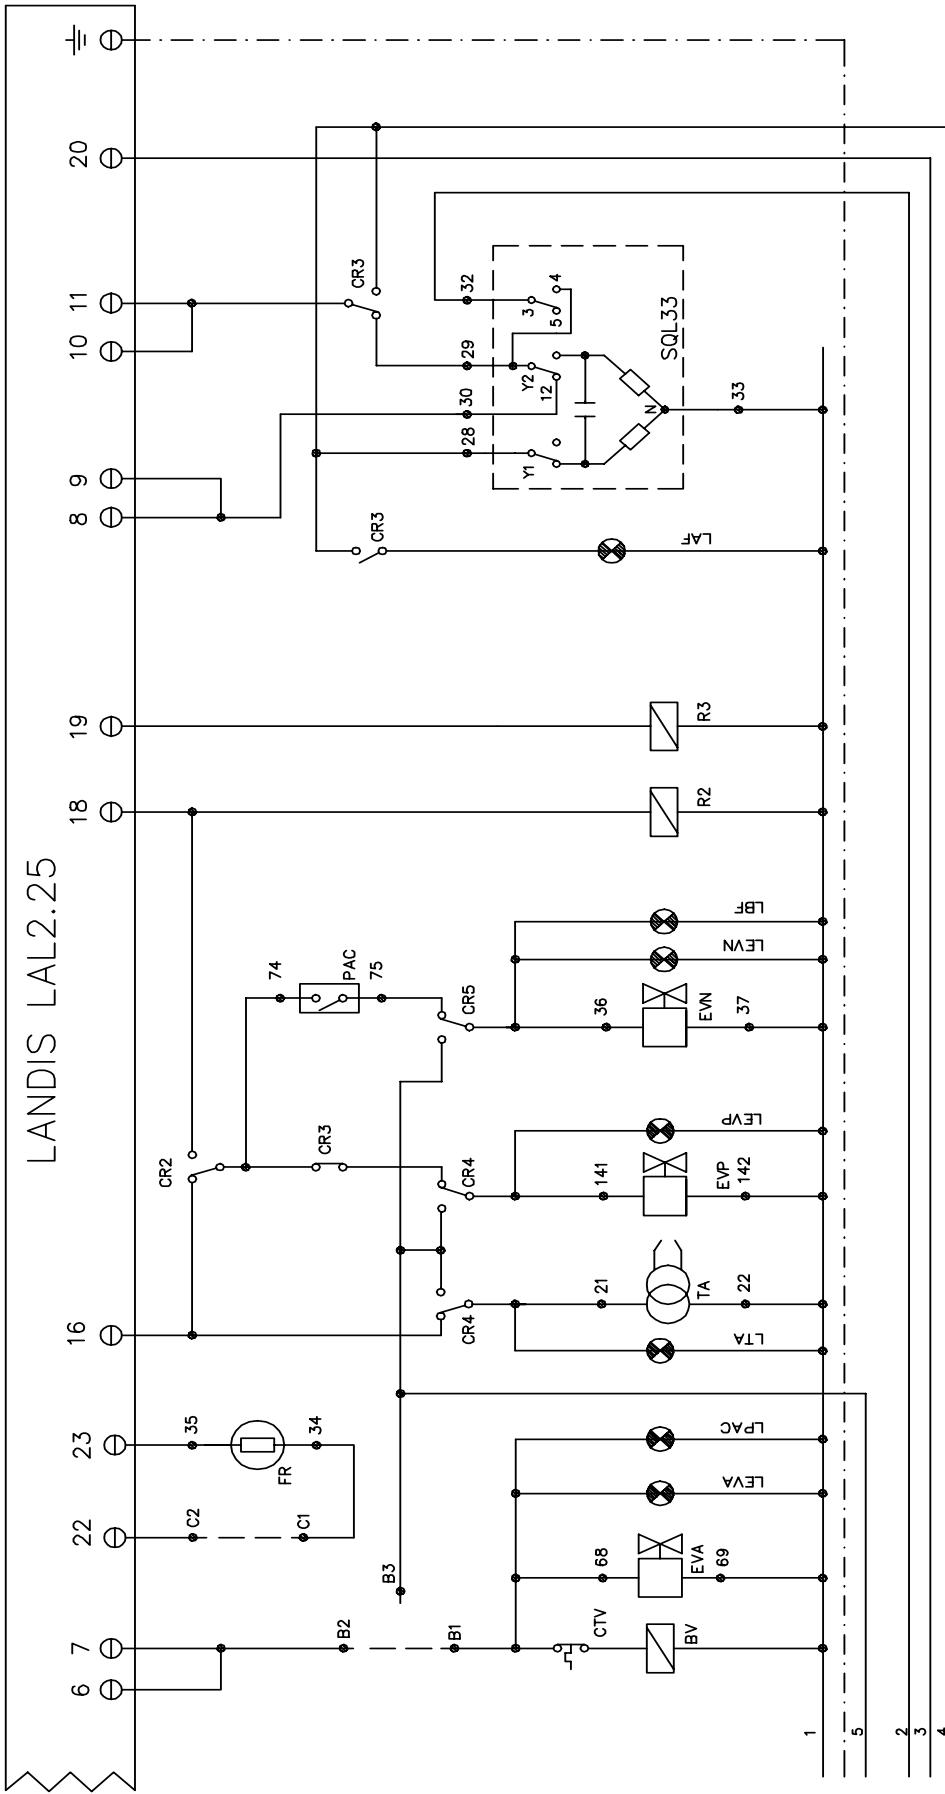 LANDIS LAL2.25
6
7
22
23
16
18
19
8
9
10
11
20
B2
B1
B3
C2
C1
35
34
FR
CR2
CR3
CR4
CR4
74
PAC
75
CR5
CR3
CR3
28
30
29
32
Y1
Y2
12
3
5
4
N
SQL33
33
LAF
R3
R2
LBF
LEVN
36
EVN
37
LEVP
141
EVP
142
21
TA
22
LTA
LPAC
LEVA
68
EVA
69
CTV
BV
1
5
2
3
4